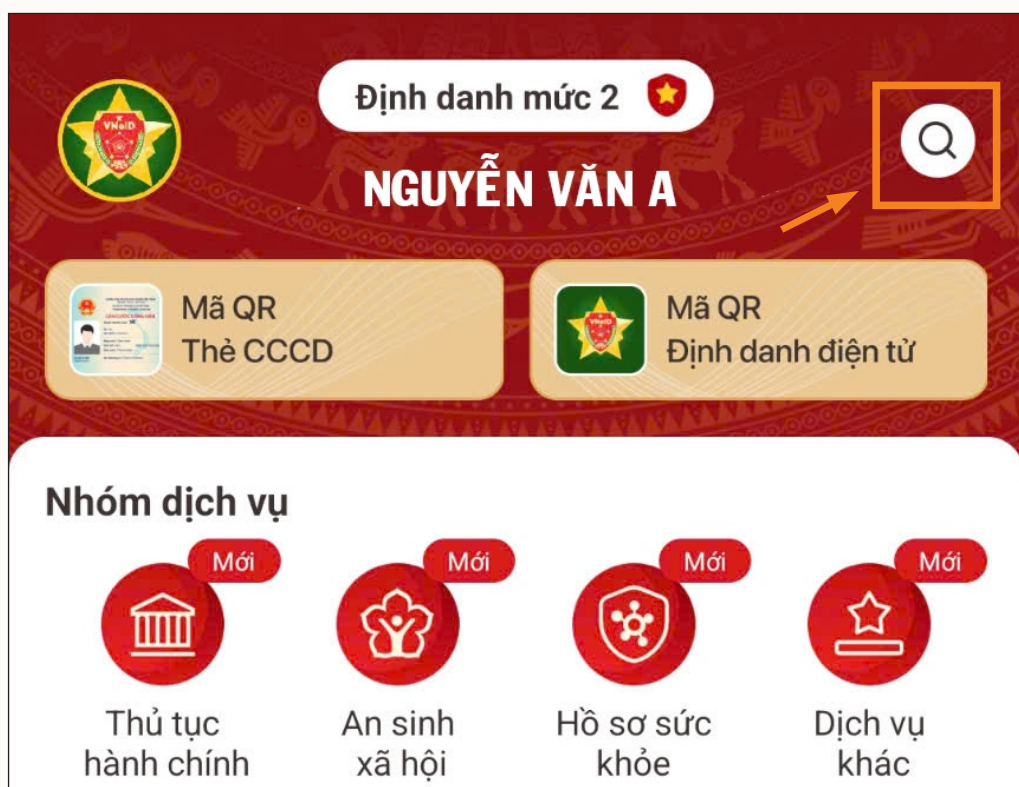 Định danh mức 2
VNeID
NGUYỄN VĂN A
Mã QR
Thẻ CCCD
VNeID
Mã QR
Định danh điện tử
Nhóm dịch vụ
Mới
Mới
Mới
Mới
Thủ tục
hành chính
An sinh
xã hội
Hồ sơ sức
khỏe
Dịch vụ
khác